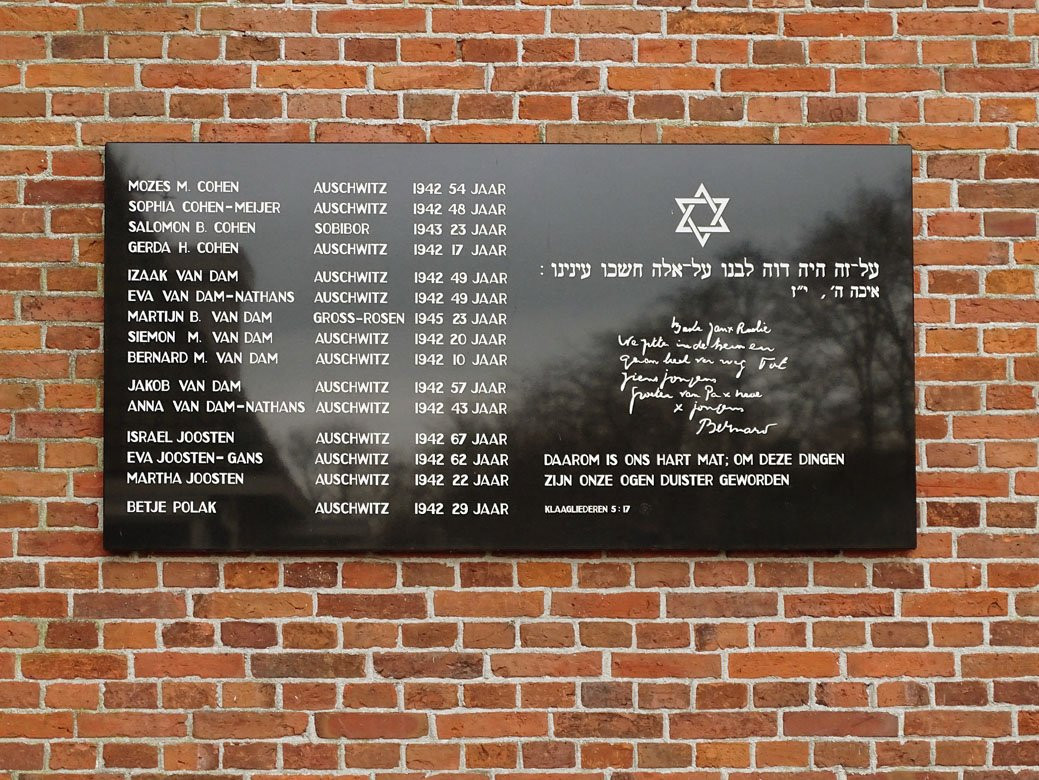 MOZES M. COHEN AUSCHWITZ 1942 54 JAAR
SOPHIA COHEN-MEIJER AUSCHWITZ 1942 48 JAAR
SALOMON B. COHEN SOBIBOR 1943 23 JAAR
GERDA H. COHEN AUSCHWITZ 1942 17 JAAR
IZAAK VAN DAM AUSCHWITZ 1942 49 JAAR
EVA VAN DAM-NATHANS AUSCHWITZ 1942 49 JAAR
MARTIJN B. VAN DAM GROSS-ROSEN 1945 23 JAAR
SIEMON M. VAN DAM AUSCHWITZ 1942 20 JAAR
BERNARD M. VAN DAM AUSCHWITZ 1942 10 JAAR
JAKOB VAN DAM AUSCHWITZ 1942 57 JAAR
ANNA VAN DAM-NATHANS AUSCHWITZ 1942 43 JAAR
ISRAEL JOOSTEN AUSCHWITZ 1942 67 JAAR
EVA JOOSTEN-GANS AUSCHWITZ 1942 62 JAAR
MARTHA JOOSTEN AUSCHWITZ 1942 22 JAAR
BETJE POLAK AUSCHWITZ 1942 29 JAAR
על-זה היה דוה לבנו על-אלה חשכו עינינו :
איכה ה', י"ז
Jan x
We zitten in de trein en
gaan heel ver weg Tot
ziens jongens
Groeten van Pa x
x jongens
Bernard
DAAROM IS ONS HART MAT; OM DEZE DINGEN
ZIJN ONZE OGEN DUISTER GEWORDEN
KLAAGLIEDEREN 5:17